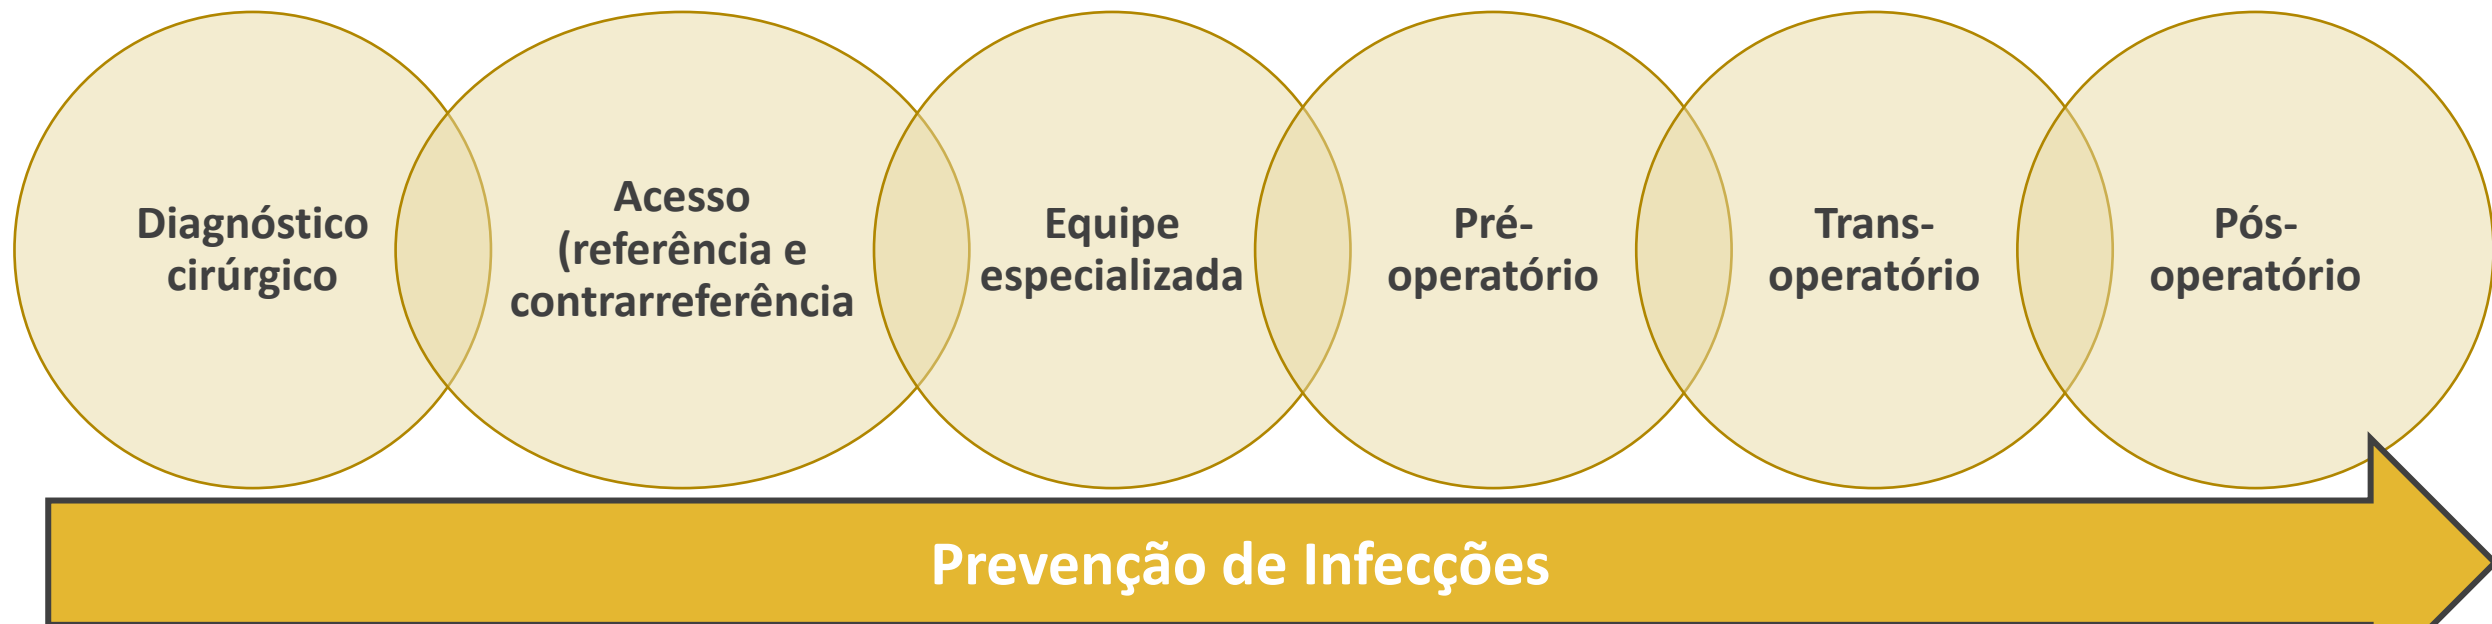 Diagnóstico
cirúrgico
Acesso
(referência e
contrarreferência
Equipe
especializada
Pré-
operatório
Trans-
operatório
Pós-
operatório
Prevenção de Infecções